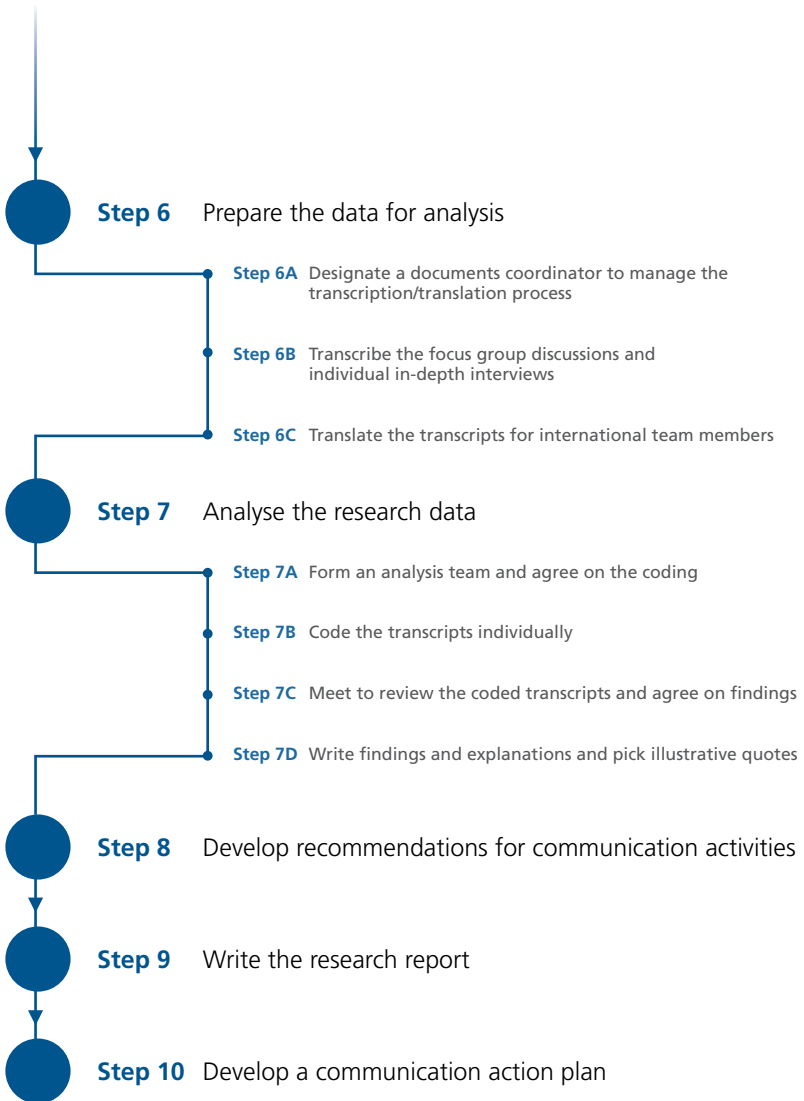 Step 6 Prepare the data for analysis
Step 6A Designate a documents coordinator to manage the
transcription/translation process
Step 6B Transcribe the focus group discussions and
individual in-depth interviews
Step 6C Translate the transcripts for international team members
Step 7 Analyse the research data
Step 7A Form an analysis team and agree on the coding
Step 7B Code the transcripts individually
Step 7C Meet to review the coded transcripts and agree on findings
Step 7D Write findings and explanations and pick illustrative quotes
Step 8 Develop recommendations for communication activities
Step 9 Write the research report
Step 10 Develop a communication action plan